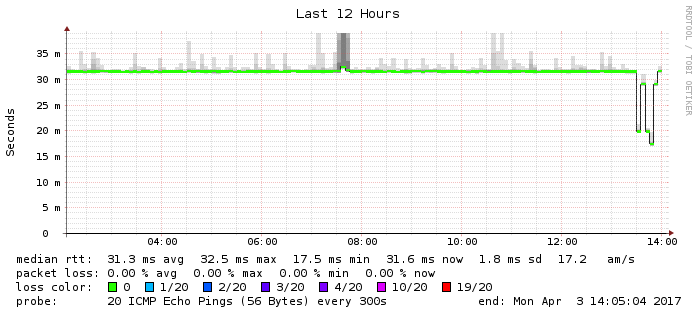 Last 12 Hours
RRDTOOL / TOBI OETIKER
Seconds
35 m
30 m
25 m
20 m
15 m
10 m
5 m
0
04:00 06:00 08:00 10:00 12:00 14:00
median rtt: 31.3 ms avg 32.5 ms max 17.5 ms min 31.6 ms now 1.8 ms sd 17.2 am/s
packet loss: 0.00 % avg 0.00 % max 0.00 % min 0.00 % now
loss color: 0 1/20 2/20 3/20 4/20 10/20 19/20
probe: 20 ICMP Echo Pings (56 Bytes) every 300s end: Mon Apr 3 14:05:04 2017